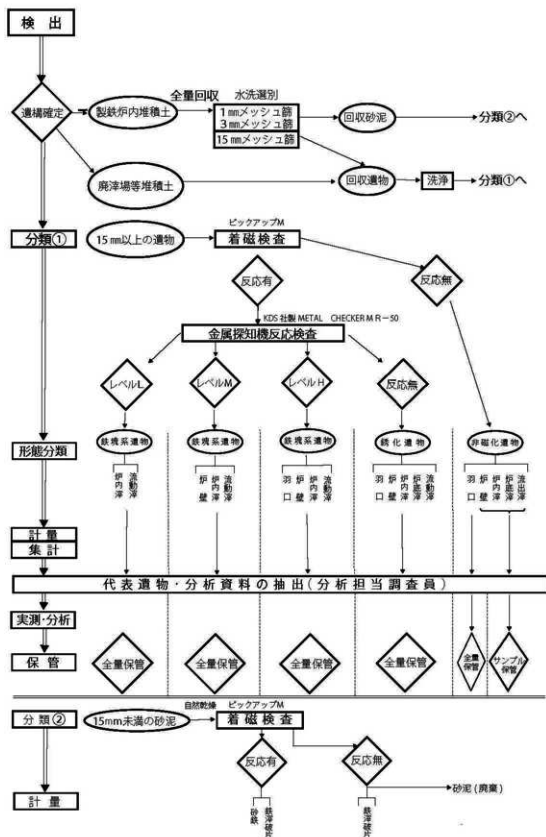 検出
遺構確定
製鉄炉内堆積土
全量回収
水洗選別
1㎜メッシュ篩
3㎜メッシュ篩
15㎜メッシュ篩
回収砂泥
分類②へ
廃滓場等堆積土
回収遺物
洗浄
分類①へ
分類①
15㎜以上の遺物
ピックアップM
着磁検査
反応有
反応無
KDS社製 METAL CHECKER M R－50
金属探知機反応検査
レベルL
レベルM
レベルH
反応無
形態分類
鉄塊系遺物
鉄塊系遺物
鉄塊系遺物
銹化遺物
非磁化遺物
炉内滓
流動滓
炉壁
炉内滓
流動滓
羽口
炉壁
炉内滓
流動滓
羽口
炉壁
炉内滓
炉底滓
流動滓
羽口
炉壁
炉内滓
炉底滓
流出滓
計量
集計
代表遺物・分析資料の抽出(分析担当調査員)
実測・分析
保管
全量保管
全量保管
全量保管
全量保管
全量
保管
サンプル
保管
分類②
15mm未満の砂泥
自然乾燥
ピックアップM
着磁検査
反応有
反応無
砂泥(廃棄)
計量
砂鉄
鉄滓破片
鉄滓破片